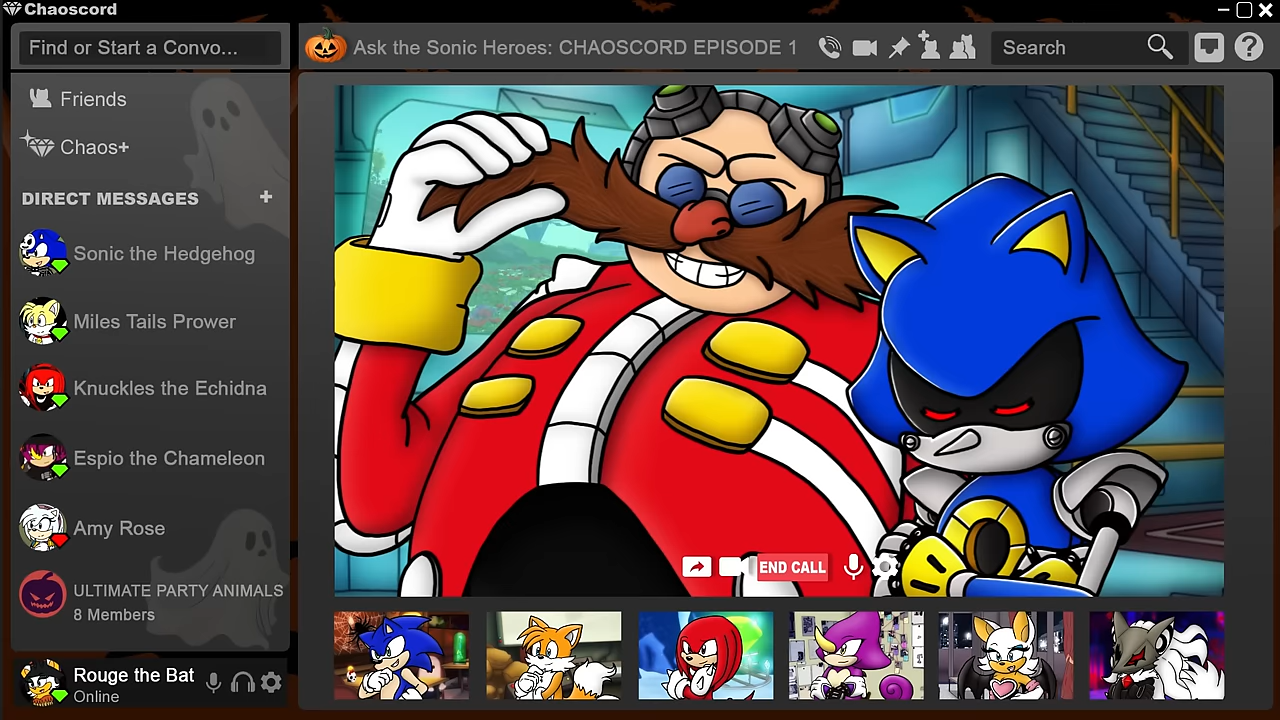 Chaoscord
Find or Start a Convo...
Ask the Sonic Heroes: CHAOSCORD EPISODE 1
Search
?
Friends
Chaos+
DIRECT MESSAGES +
Sonic the Hedgehog
Miles Tails Prower
Knuckles the Echidna
Espio the Chameleon
Amy Rose
ULTIMATE PARTY ANIMALS
8 Members
Rouge the Bat
Online
END CALL